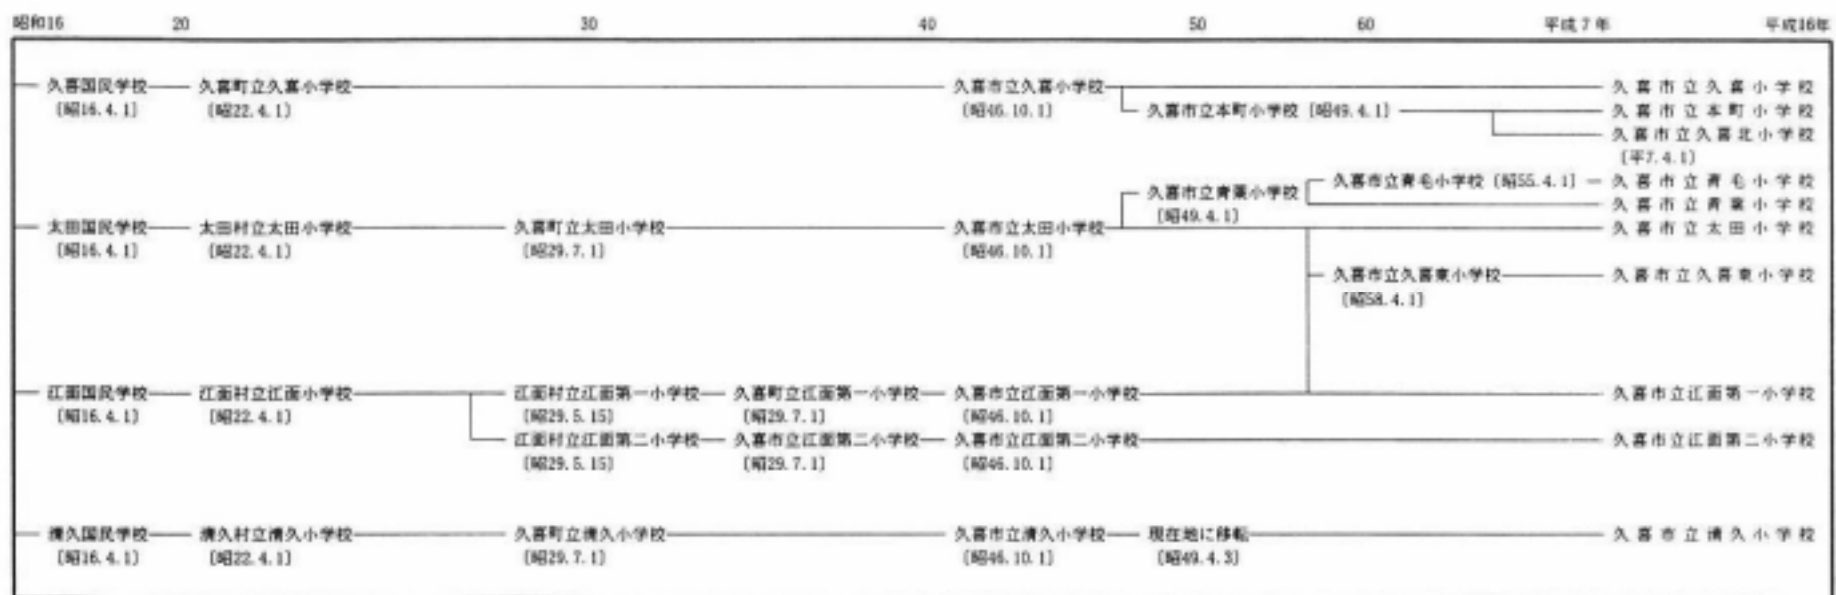 昭和16 20 30 40 50 60 平成7年 平成16年
久喜国民学校 久喜町立久喜小学校 久喜市立久喜小学校 久喜市立久喜小学校
〔昭16.4.1〕 〔昭22.4.1〕 〔昭46.10.1〕 久喜市立本町小学校〔昭49.4.1〕 久喜市立本町小学校
久喜市立久喜北小学校
〔平7.4.1〕
久喜市立青毛小学校〔昭55.4.1〕 久喜市立青毛小学校
久喜市立青葉小学校
〔昭49.4.1〕 久喜市立青葉小学校
太田国民学校 太田村立太田小学校 久喜町立太田小学校 久喜市立太田小学校 久喜市立太田小学校
〔昭16.4.1〕 〔昭22.4.1〕 〔昭29.7.1〕 〔昭46.10.1〕
久喜市立久喜東小学校 久喜市立久喜東小学校
〔昭58.4.1〕
江面国民学校 江面村立江面小学校 江面村立江面第一小学校 久喜町立江面第一小学校 久喜市立江面第一小学校 久喜市立江面第一小学校
〔昭16.4.1〕 〔昭22.4.1〕 〔昭29.5.15〕 〔昭29.7.1〕 〔昭46.10.1〕
江面村立江面第二小学校 久喜市立江面第二小学校 久喜市立江面第二小学校 久喜市立江面第二小学校
〔昭29.5.15〕 〔昭29.7.1〕 〔昭46.10.1〕
清久国民学校 清久村立清久小学校 久喜町立清久小学校 久喜市立清久小学校 現在地に移転 久喜市立清久小学校
〔昭16.4.1〕 〔昭22.4.1〕 〔昭29.7.1〕 〔昭46.10.1〕 〔昭49.4.3〕